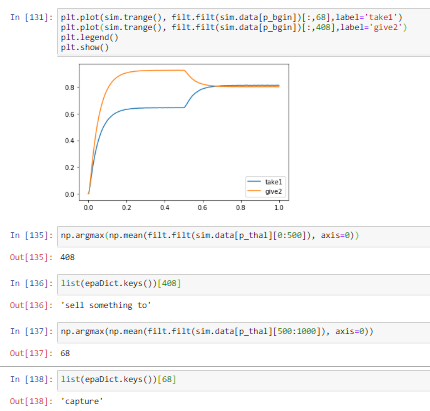 In [131]: plt.plot(sim.trange(), filt.filt(sim.data[p_bgin])[:,68],label='take1')
plt.plot(sim.trange(), filt.filt(sim.data[p_bgin])[:,408],label='give2')
plt.legend()
plt.show()
0.8
0.6
0.4
0.2
0.0
take1
give2
0.0 0.2 0.4 0.6 0.8 1.0
In [135]: np.argmax(np.mean(filt.filt(sim.data[p_thal][0:500]), axis=0))
Out[135]: 408
In [136]: list(epaDict.keys())[408]
Out[136]: 'sell something to'
In [137]: np.argmax(np.mean(filt.filt(sim.data[p_thal][500:1000]), axis=0))
Out[137]: 68
In [138]: list(epaDict.keys())[68]
Out[138]: 'capture'